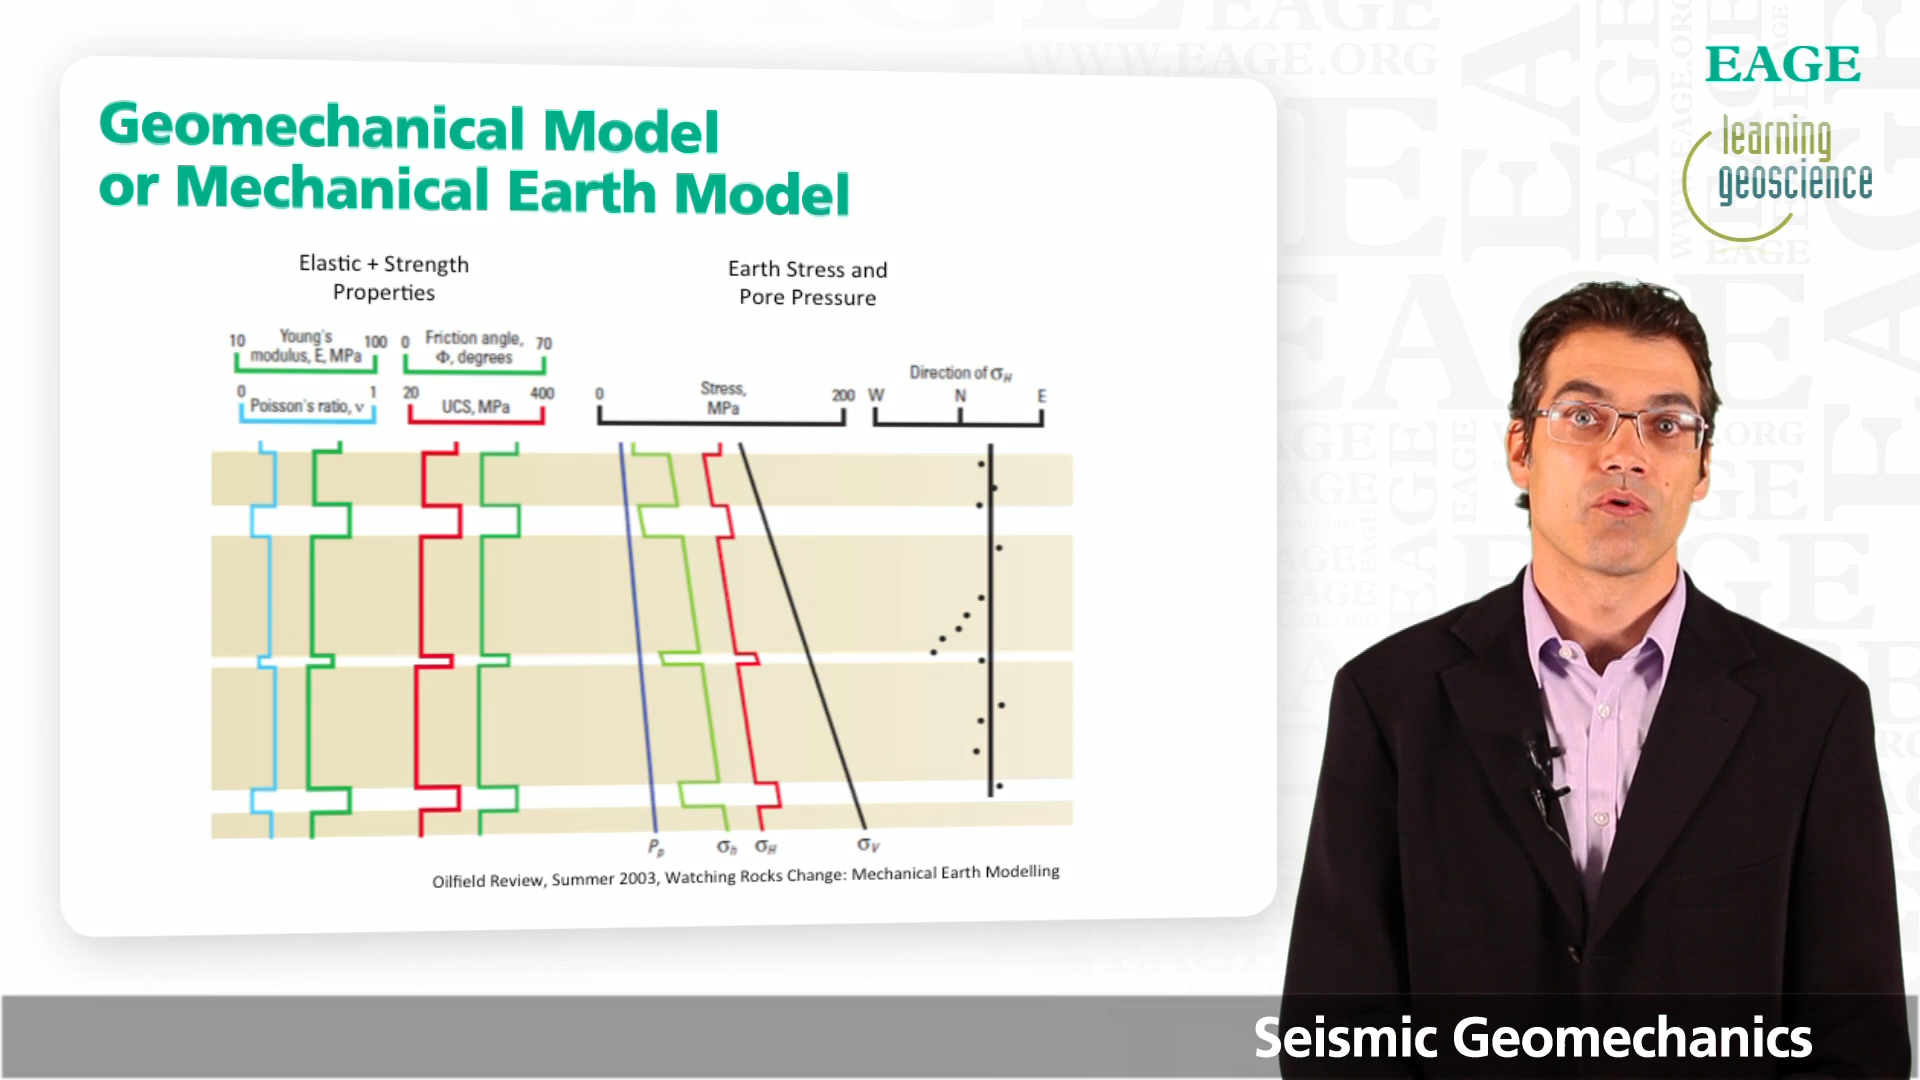 EAGE
WWW.EAGE.ORG
EAGE
learning
geoscience
Geomechanical Model
or Mechanical Earth Model
Elastic + Strength
Properties
Earth Stress and
Pore Pressure
10 Young's 100
modulus, E, MPa
0 Friction angle, 70
Φ, degrees
0 Poisson's ratio, ν 1
20 UCS, MPa 400
0 Stress, 200
MPa
Direction of σH
W N E
Pp σh σH σV
Oilfield Review, Summer 2003, Watching Rocks Change: Mechanical Earth Modelling
Seismic Geomechanics